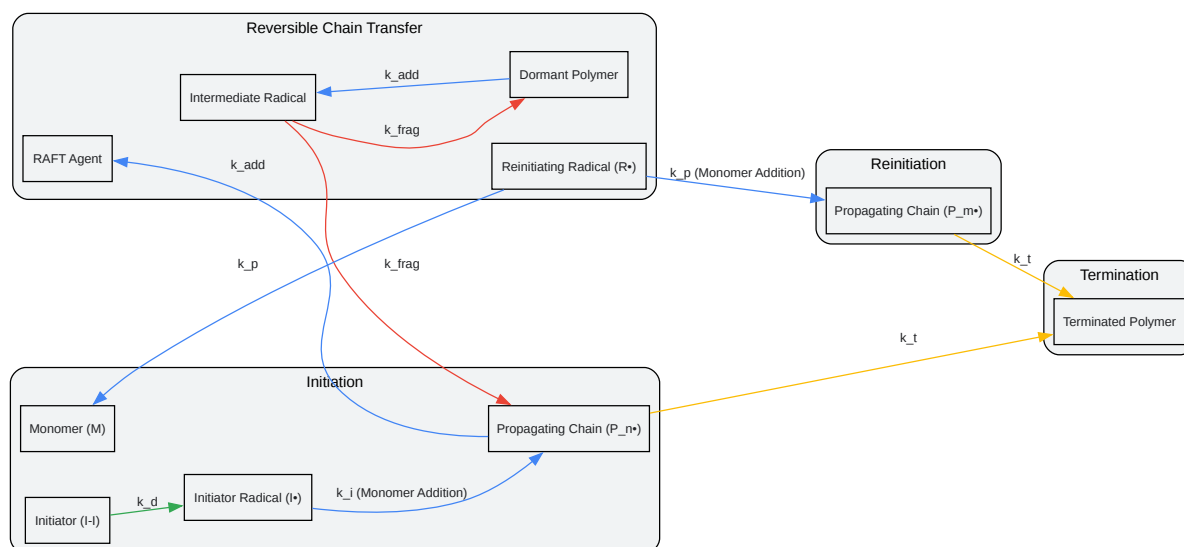 Reversible Chain Transfer
k_add
Dormant Polymer
Intermediate Radical
k_frag
RAFT Agent
k_add
Reinitiating Radical (R•)
k_p (Monomer Addition)
Reinitiation
Propagating Chain (P_m•)
k_p
k_frag
k_t
Termination
Terminated Polymer
k_t
Initiation
Monomer (M)
Propagating Chain (P_n•)
k_d
Initiator Radical (I•)
k_i (Monomer Addition)
Initiator (I-I)